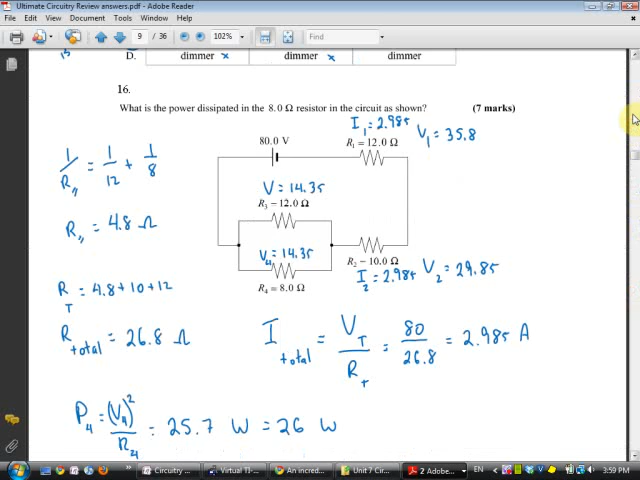 Ultimate Circuitry Review answers.pdf - Adobe Reader
File Edit View Document Tools Window Help
9 / 36 102% Find
D. dimmer × dimmer × dimmer
16.
What is the power dissipated in the 8.0 Ω resistor in the circuit as shown? (7 marks)
I₁=2.985 V₁=35.8
80.0 V R₁ = 12.0 Ω
1/R// = 1/12 + 1/8
V = 14.35
R₃ = 12.0 Ω
R// = 4.8 Ω
V₄=14.35
R₂ = 10.0 Ω
I₂=2.985 V₂ = 29.85
R₄ = 8.0 Ω
R_T = 4.8+10+12
R_total = 26.8 Ω
I_total = V_T/R_T = 80/26.8 = 2.985 A
P₄ = (V₄)²/R₄ = 25.7 W = 26 W
Circuitry ... Virtual TI-... An incred... Unit 7 Cir... 2 Adobe... EN 3:59 PM